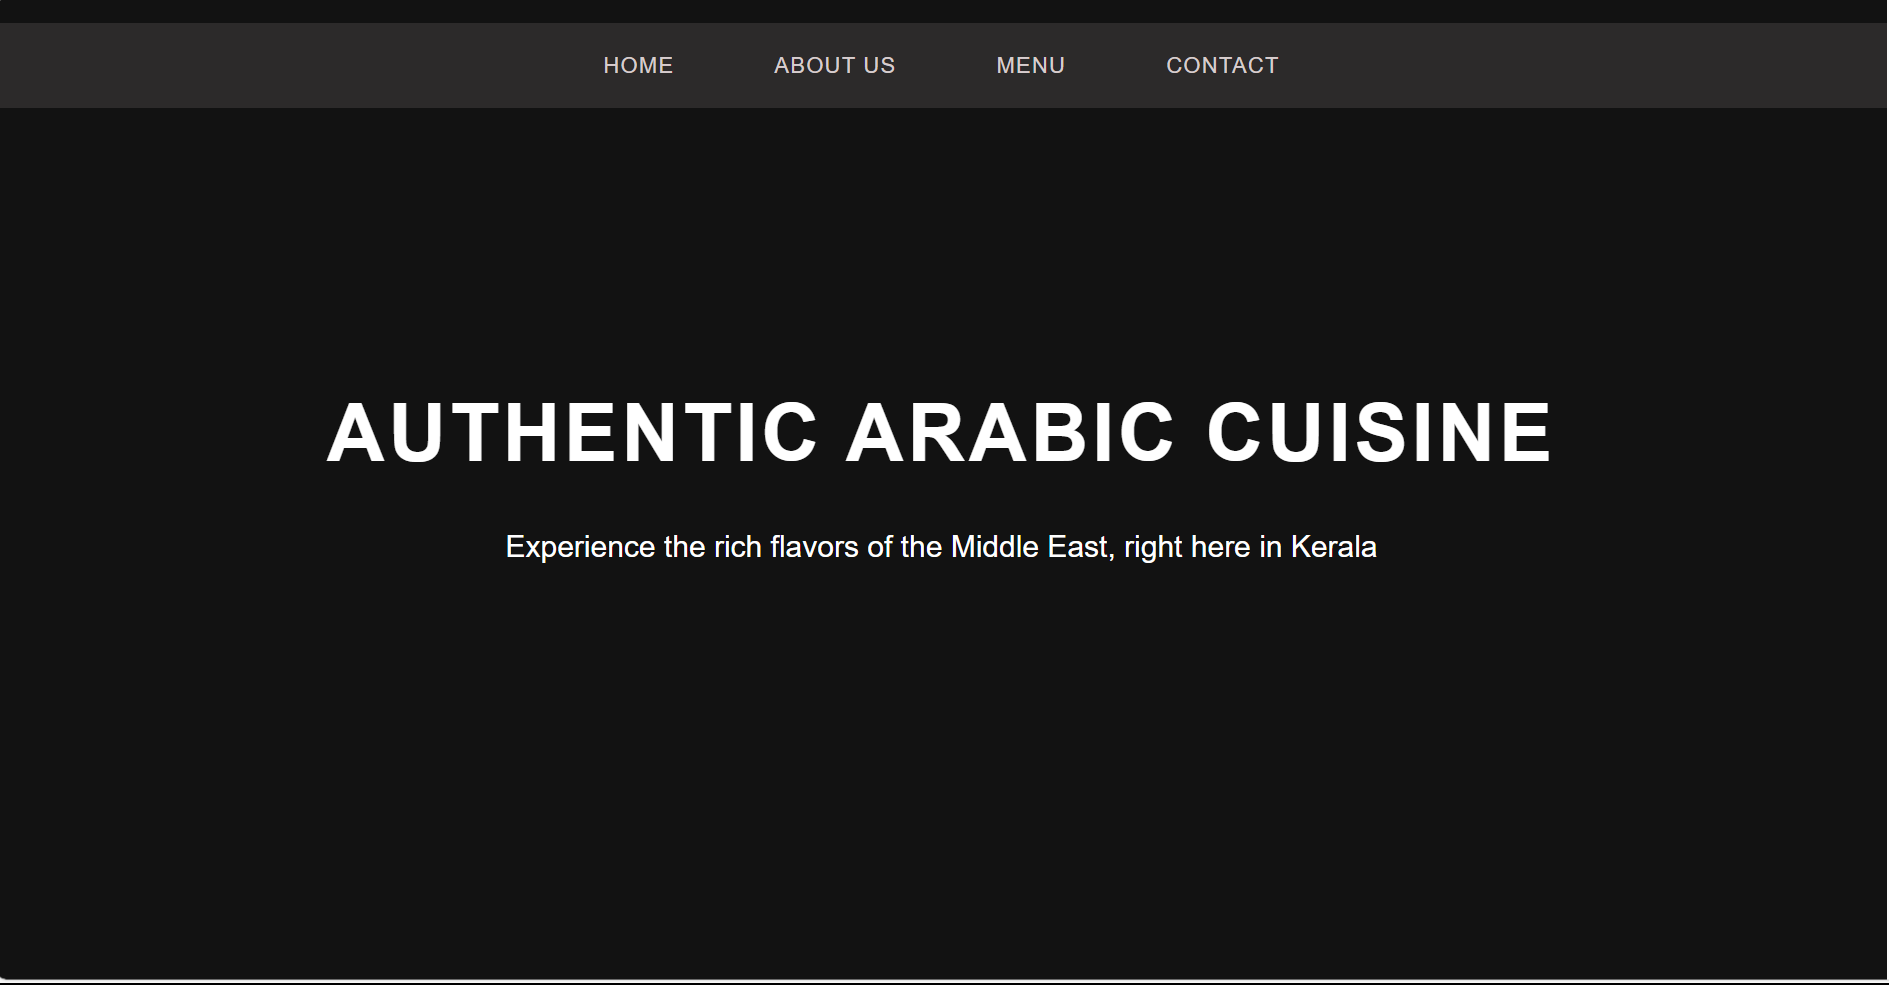 HOME ABOUT US MENU CONTACT
AUTHENTIC ARABIC CUISINE
Experience the rich flavors of the Middle East, right here in Kerala